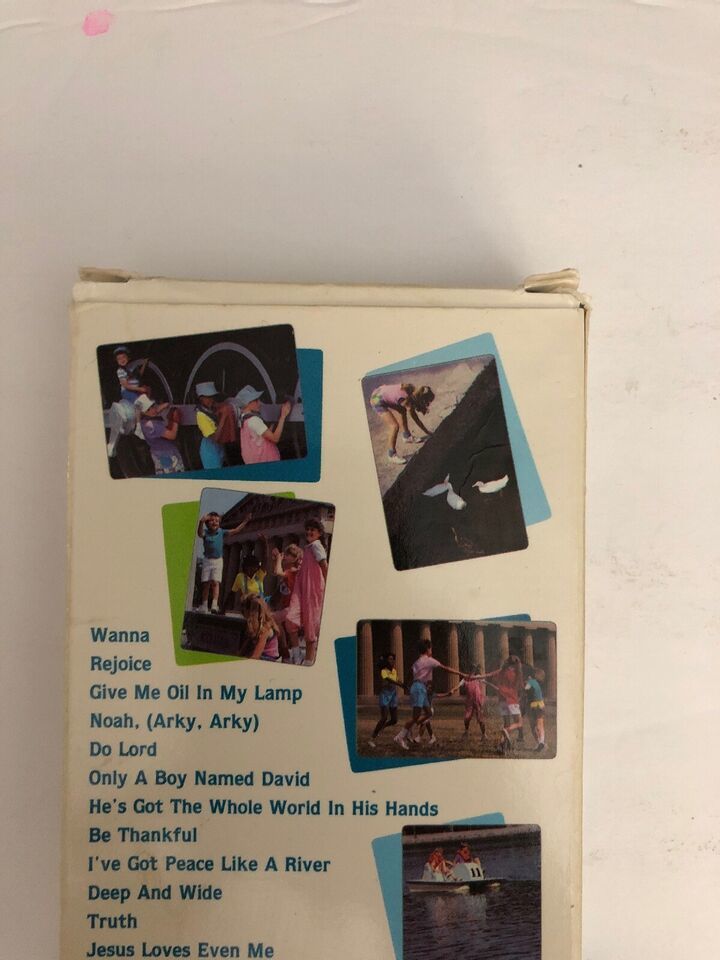 Wanna
Rejoice
Give Me Oil In My Lamp
Noah, (Arky, Arky)
Do Lord
Only A Boy Named David
He's Got The Whole World In His Hands
Be Thankful
I've Got Peace Like A River
Deep And Wide
Truth
Jesus Loves Even Me
11